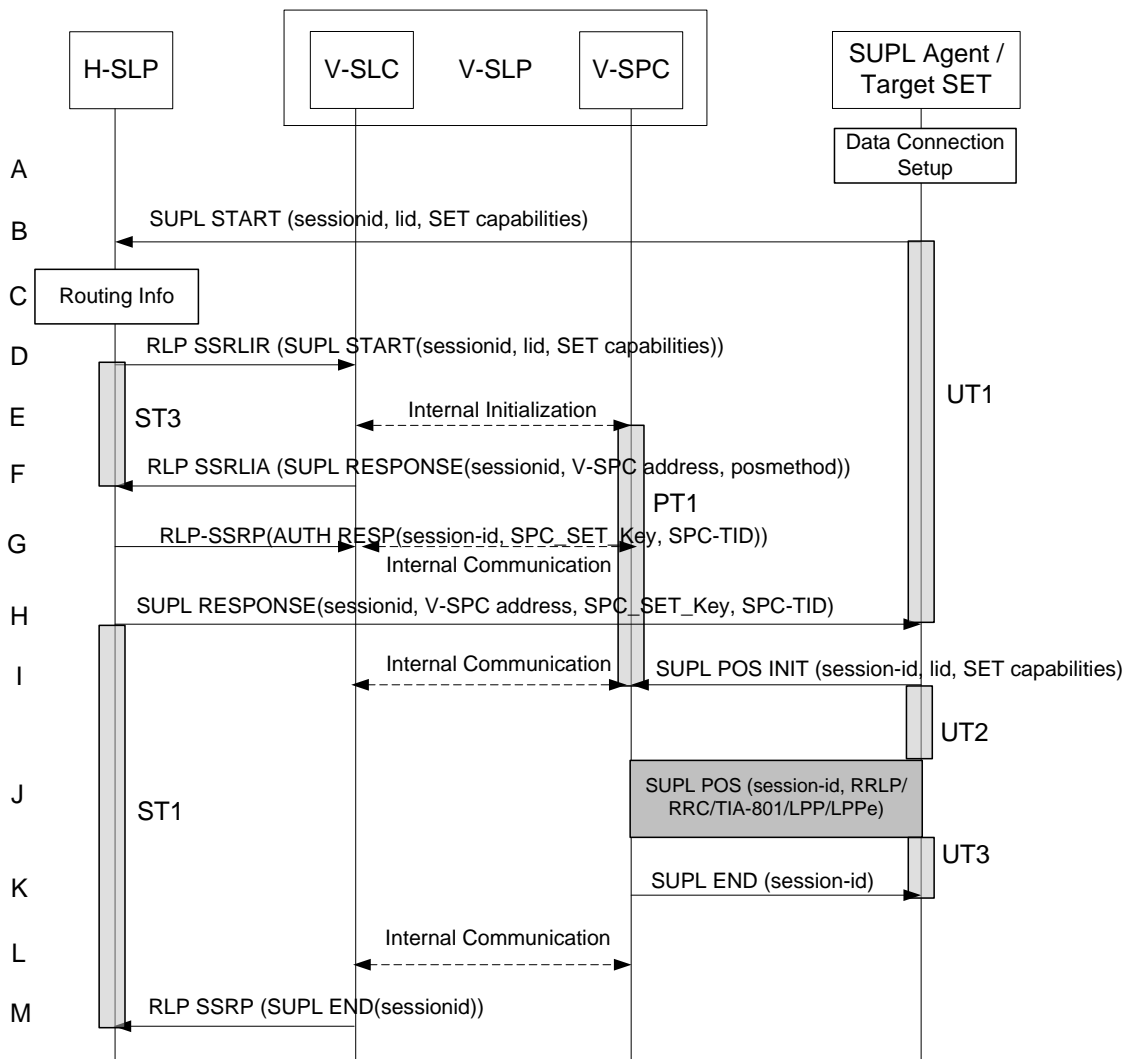 H-SLP
V-SLC
V-SLP
V-SPC
SUPL Agent /
Target SET
Data Connection
Setup
A
SUPL START (sessionid, lid, SET capabilities)
B
Routing Info
C
RLP SSRLIR (SUPL START(sessionid, lid, SET capabilities))
D
UT1
Internal Initialization
E
ST3
RLP SSRLIA (SUPL RESPONSE(sessionid, V-SPC address, posmethod))
F
PT1
RLP-SSRP(AUTH RESP(session-id, SPC_SET_Key, SPC-TID))
G
Internal Communication
SUPL RESPONSE(sessionid, V-SPC address, SPC_SET_Key, SPC-TID)
H
Internal Communication
SUPL POS INIT (session-id, lid, SET capabilities)
I
UT2
SUPL POS (session-id, RRLP/
RRC/TIA-801/LPP/LPPe)
J
ST1
UT3
SUPL END (session-id)
K
Internal Communication
L
RLP SSRP (SUPL END(sessionid))
M